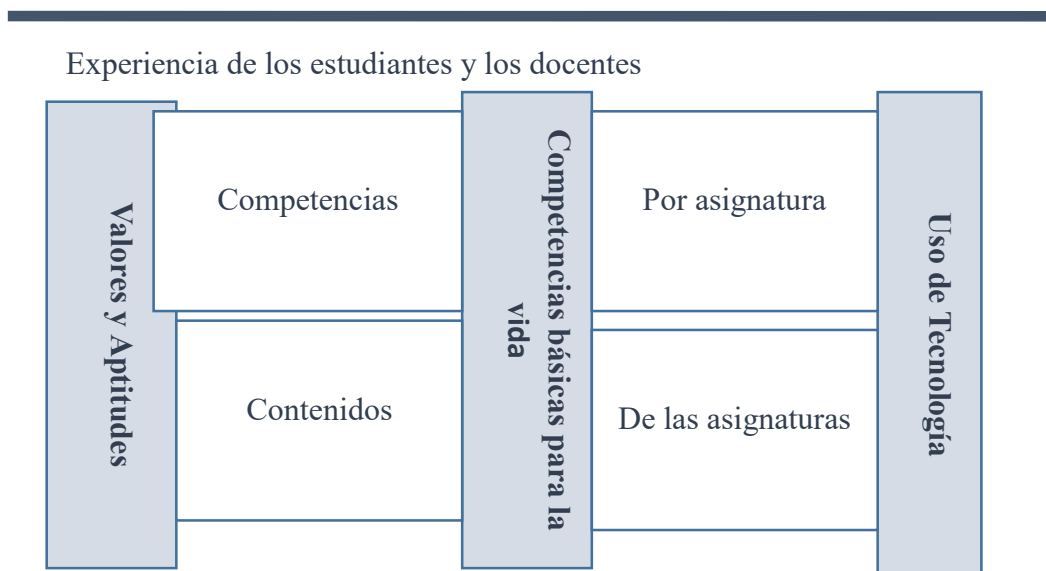 Experiencia de los estudiantes y los docentes
Valores y Aptitudes
Competencias
Contenidos
Competencias básicas para la
vida
Por asignatura
De las asignaturas
Uso de Tecnología